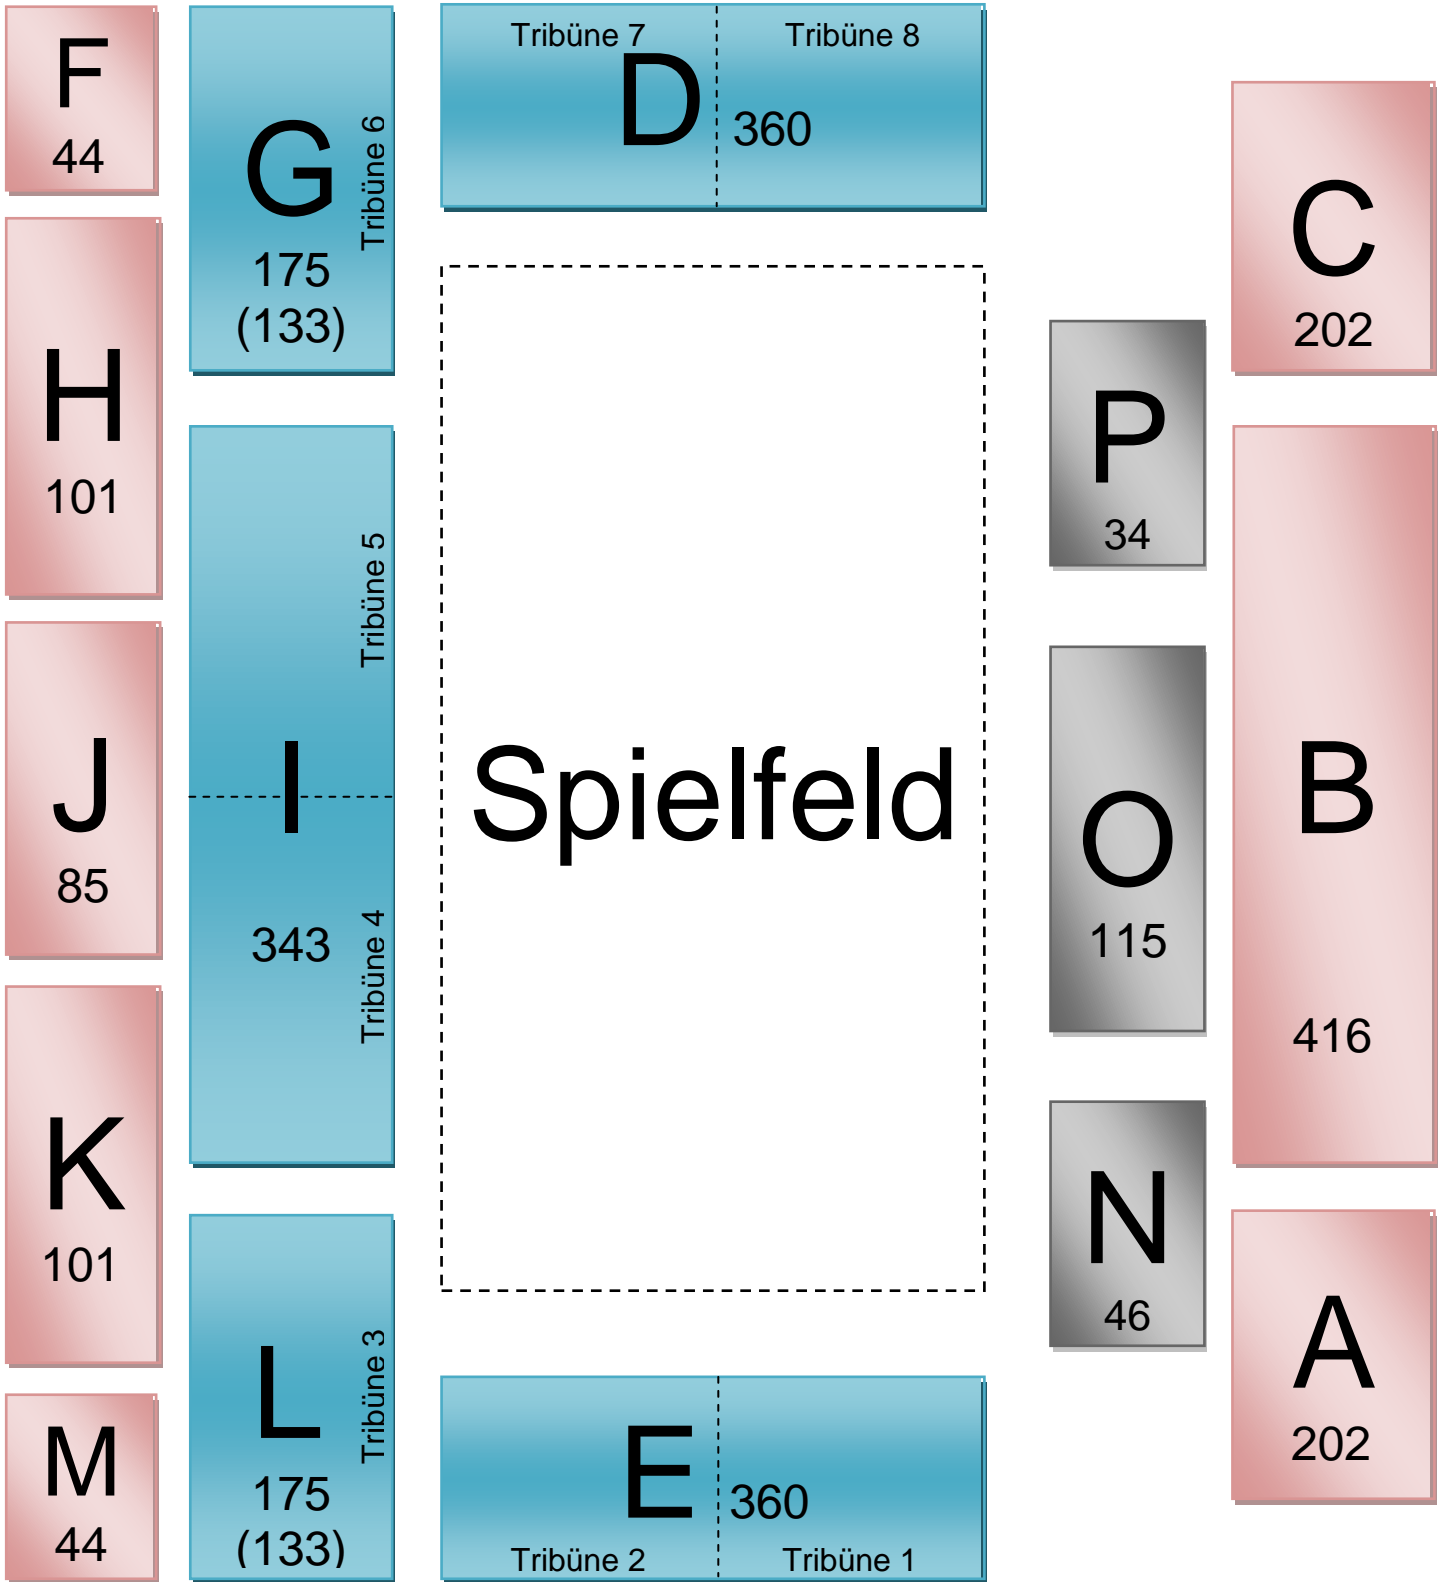 F
44
G
Tribüne 6
175
(133)
Tribüne 7
Tribüne 8
D
360
C
202
H
101
P
34
Tribüne 5
I
343
Tribüne 4
J
85
Spielfeld
O
115
B
416
K
101
N
46
L
Tribüne 3
175
(133)
E
360
Tribüne 2
Tribüne 1
A
202
M
44